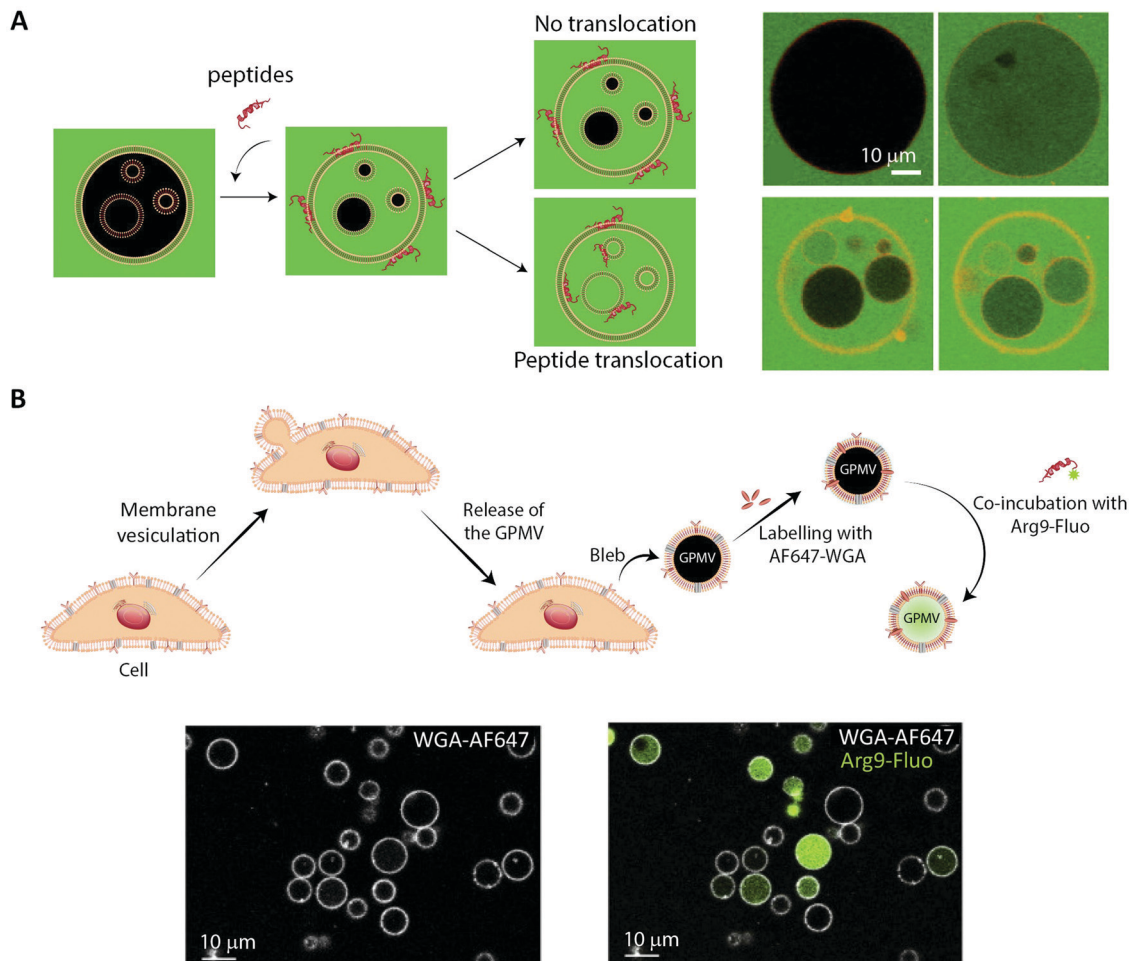 A
peptides
No translocation
Peptide translocation
10 µm
B
Membrane
vesiculation
Cell
Release of
the GPMV
Bleb
GPMV
Labelling with
AF647-WGA
GPMV
Co-incubation with
Arg9-Fluo
GPMV
WGA-AF647
10 µm
WGA-AF647
Arg9-Fluo
10 µm